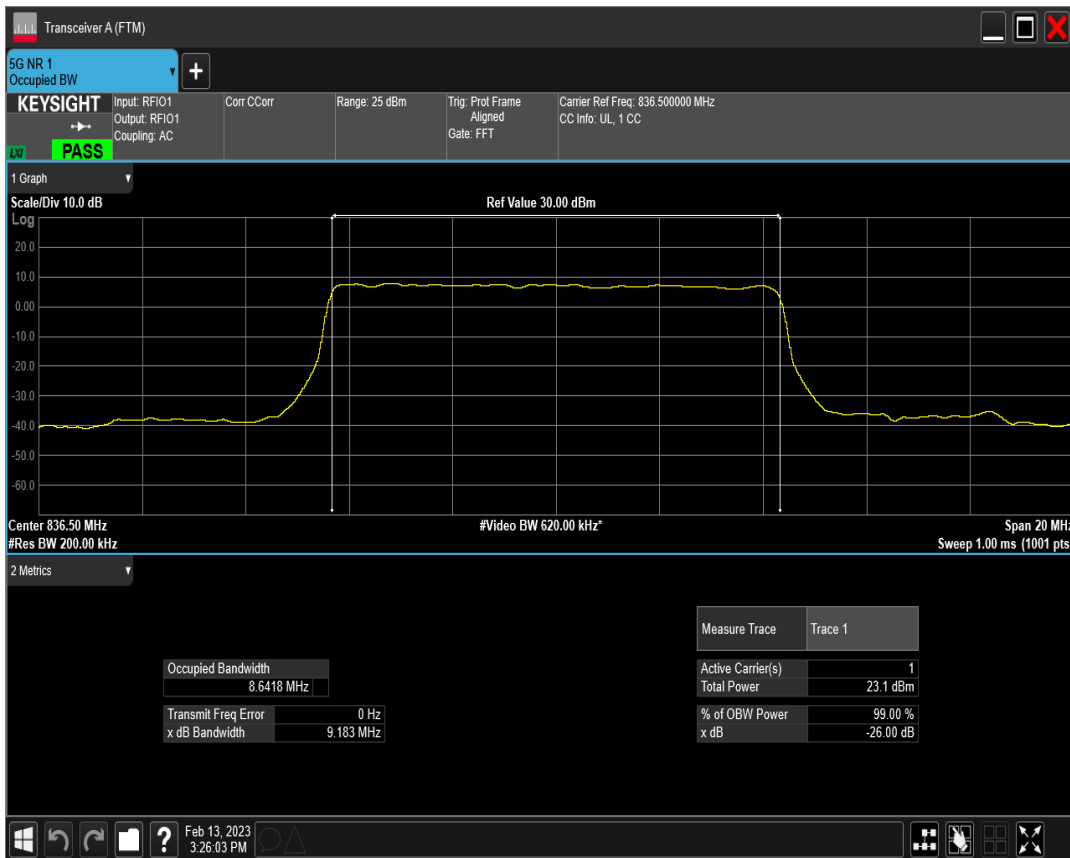 Transceiver A (FTM)
5G NR 1
Occupied BW
+
KEYSIGHT
LXI
PASS
Input: RFIO1
Output: RFIO1
Coupling: AC
Corr CCorr
Range: 25 dBm
Trig: Prot Frame
Aligned
Gate: FFT
Carrier Ref Freq: 836.500000 MHz
CC Info: UL, 1 CC
1 Graph
Scale/Div 10.0 dB
Ref Value 30.00 dBm
Log
20.0
10.0
0.00
-10.0
-20.0
-30.0
-40.0
-50.0
-60.0
Center 836.50 MHz
#Video BW 620.00 kHz*
Span 20 MHz
#Res BW 200.00 kHz
Sweep 1.00 ms (1001 pts
2 Metrics
Measure Trace Trace 1
Occupied Bandwidth
8.6418 MHz
Active Carrier(s) 1
Total Power 23.1 dBm
Transmit Freq Error 0 Hz
x dB Bandwidth 9.183 MHz
% of OBW Power 99.00 %
x dB -26.00 dB
?
Feb 13, 2023
3:26:03 PM